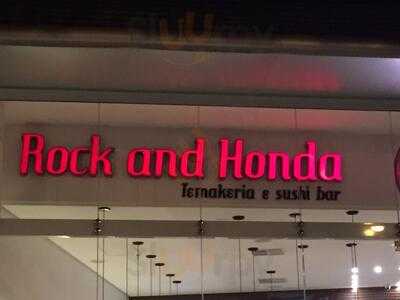 Rock and Honda
Temakeria e sushi bar